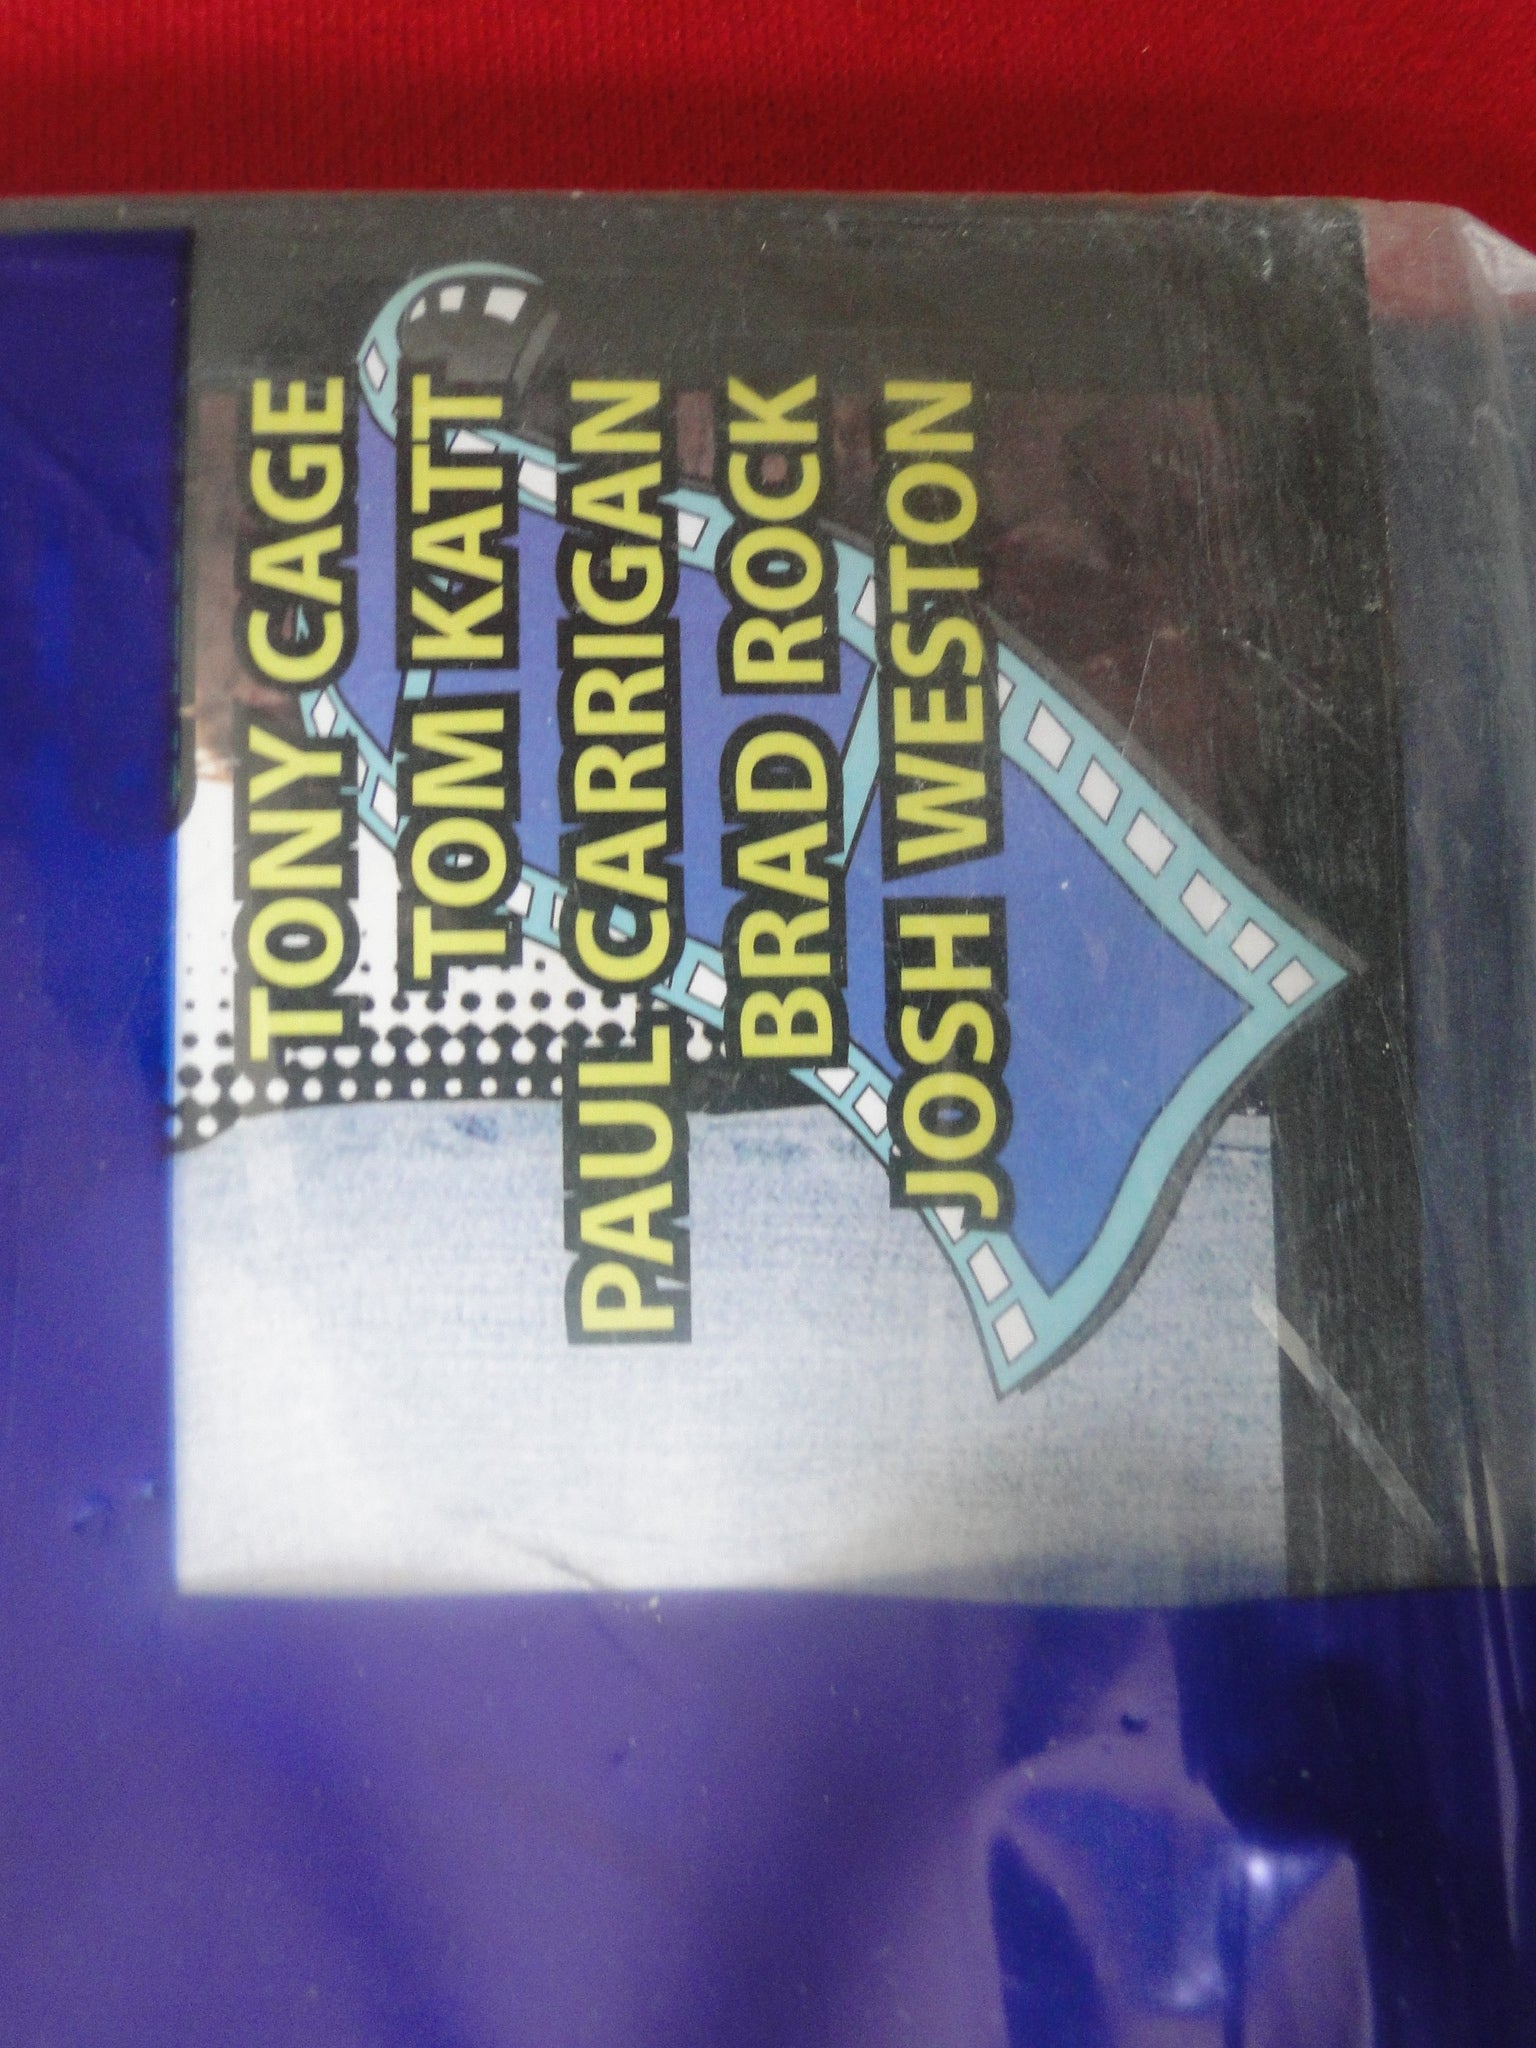 TONY CAGE
TOM KATT
PAUL CARRIGAN
BRAD ROCK
JOSH WESTON